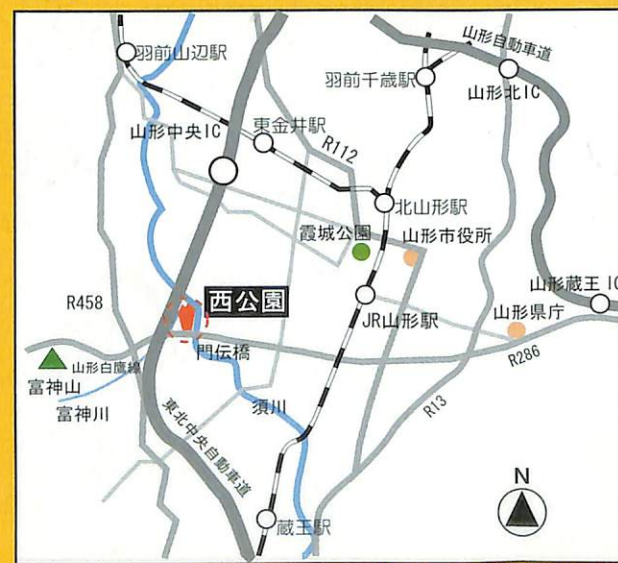 羽前山辺駅
山形自動車道
羽前千歳駅
山形北IC
山形中央IC
東金井駅
R112
北山形駅
霞城公園
山形市役所
山形蔵王 IC
R458
西公園
JR山形駅
山形県庁
門伝橋
R286
山形白鷹線
富神山
富神川
須川
R13
東北中央自動車道
蔵王駅
N